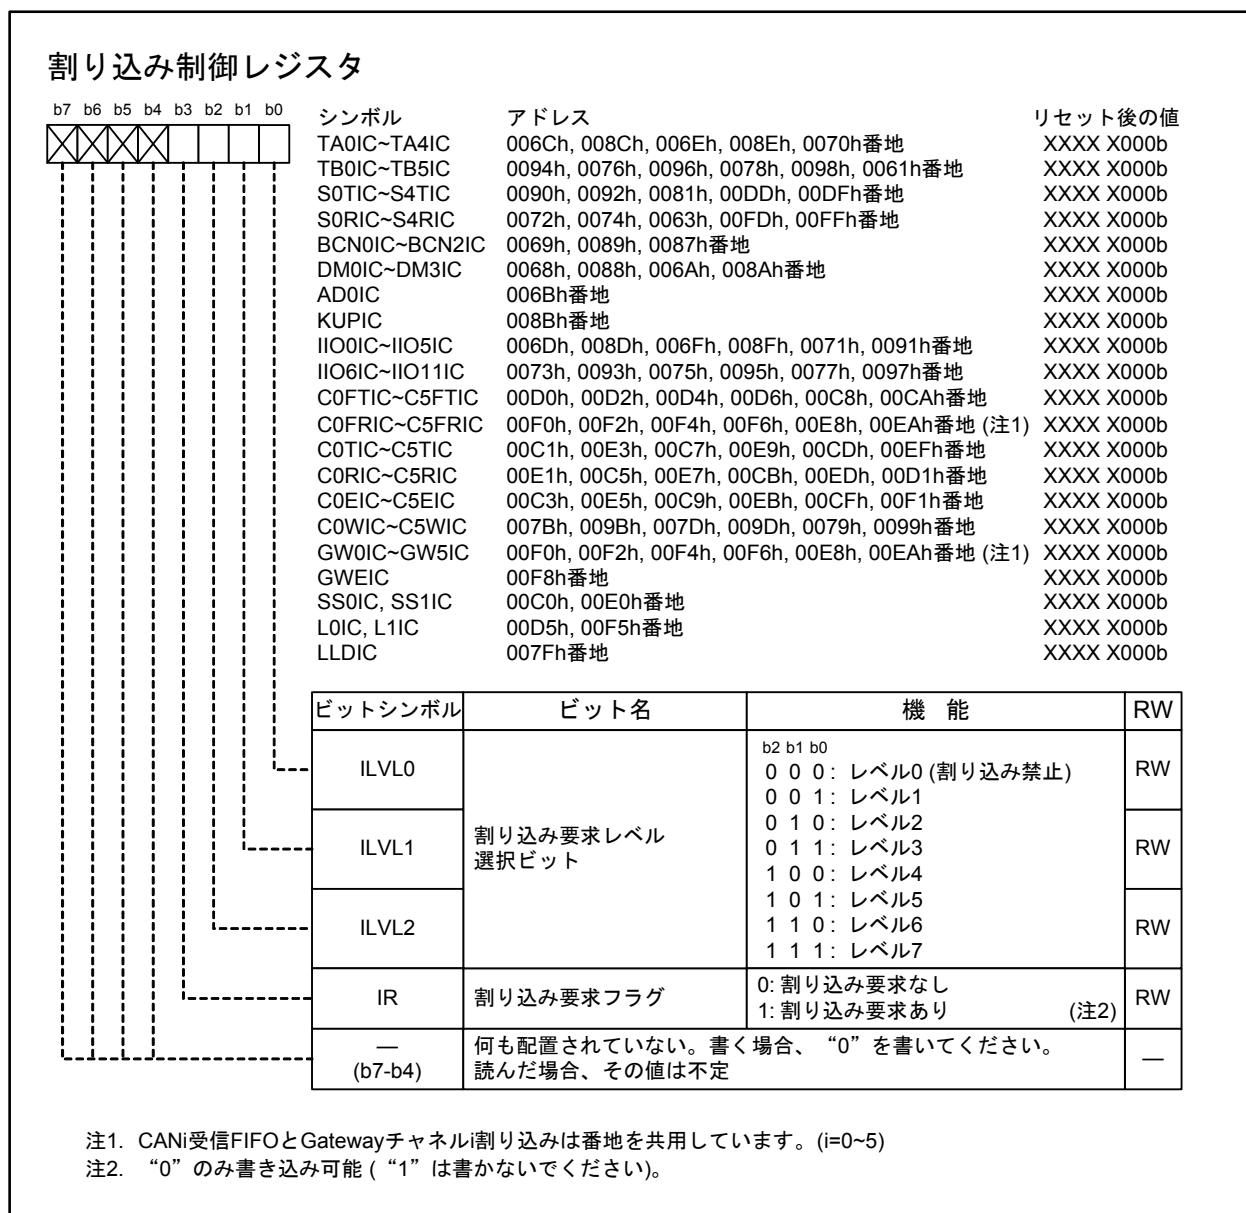 割り込み制御レジスタ
b7 b6 b5 b4 b3 b2 b1 b0
シンボル アドレス リセット後の値
TA0IC~TA4IC 006Ch, 008Ch, 006Eh, 008Eh, 0070h番地 XXXX X000b
TB0IC~TB5IC 0094h, 0076h, 0096h, 0078h, 0098h, 0061h番地 XXXX X000b
S0TIC~S4TIC 0090h, 0092h, 0081h, 00DDh, 00DFh番地 XXXX X000b
S0RIC~S4RIC 0072h, 0074h, 0063h, 00FDh, 00FFh番地 XXXX X000b
BCN0IC~BCN2IC 0069h, 0089h, 0087h番地 XXXX X000b
DM0IC~DM3IC 0068h, 0088h, 006Ah, 008Ah番地 XXXX X000b
AD0IC 006Bh番地 XXXX X000b
KUPIC 008Bh番地 XXXX X000b
IIO0IC~IIO5IC 006Dh, 008Dh, 006Fh, 008Fh, 0071h, 0091h番地 XXXX X000b
IIO6IC~IIO11IC 0073h, 0093h, 0075h, 0095h, 0077h, 0097h番地 XXXX X000b
C0FTIC~C5FTIC 00D0h, 00D2h, 00D4h, 00D6h, 00C8h, 00CAh番地 XXXX X000b
C0FRIC~C5FRIC 00F0h, 00F2h, 00F4h, 00F6h, 00E8h, 00EAh番地 (注1) XXXX X000b
C0TIC~C5TIC 00C1h, 00E3h, 00C7h, 00E9h, 00CDh, 00EFh番地 XXXX X000b
C0RIC~C5RIC 00E1h, 00C5h, 00E7h, 00CBh, 00EDh, 00D1h番地 XXXX X000b
C0EIC~C5EIC 00C3h, 00E5h, 00C9h, 00EBh, 00CFh, 00F1h番地 XXXX X000b
C0WIC~C5WIC 007Bh, 009Bh, 007Dh, 009Dh, 0079h, 0099h番地 XXXX X000b
GW0IC~GW5IC 00F0h, 00F2h, 00F4h, 00F6h, 00E8h, 00EAh番地 (注1) XXXX X000b
GWEIC 00F8h番地 XXXX X000b
SS0IC, SS1IC 00C0h, 00E0h番地 XXXX X000b
L0IC, L1IC 00D5h, 00F5h番地 XXXX X000b
LLDIC 007Fh番地 XXXX X000b
ビットシンボル ビット名 機 能 RW
ILVL0 RW
ILVL1 RW
ILVL2 RW
割り込み要求レベル
選択ビット
b2 b1 b0
0 0 0 : レベル0 (割り込み禁止)
0 0 1 : レベル1
0 1 0 : レベル2
0 1 1 : レベル3
1 0 0 : レベル4
1 0 1 : レベル5
1 1 0 : レベル6
1 1 1 : レベル7
IR 割り込み要求フラグ RW
0: 割り込み要求なし
1: 割り込み要求あり (注2)
—
(b7-b4)
何も配置されていない。書く場合、“0”を書いてください。
読んだ場合、その値は不定
—
注1. CANi受信FIFOとGatewayチャネルi割り込みは番地を共用しています。(i=0~5)
注2. “0”のみ書き込み可能 (“1”は書かないでください)。